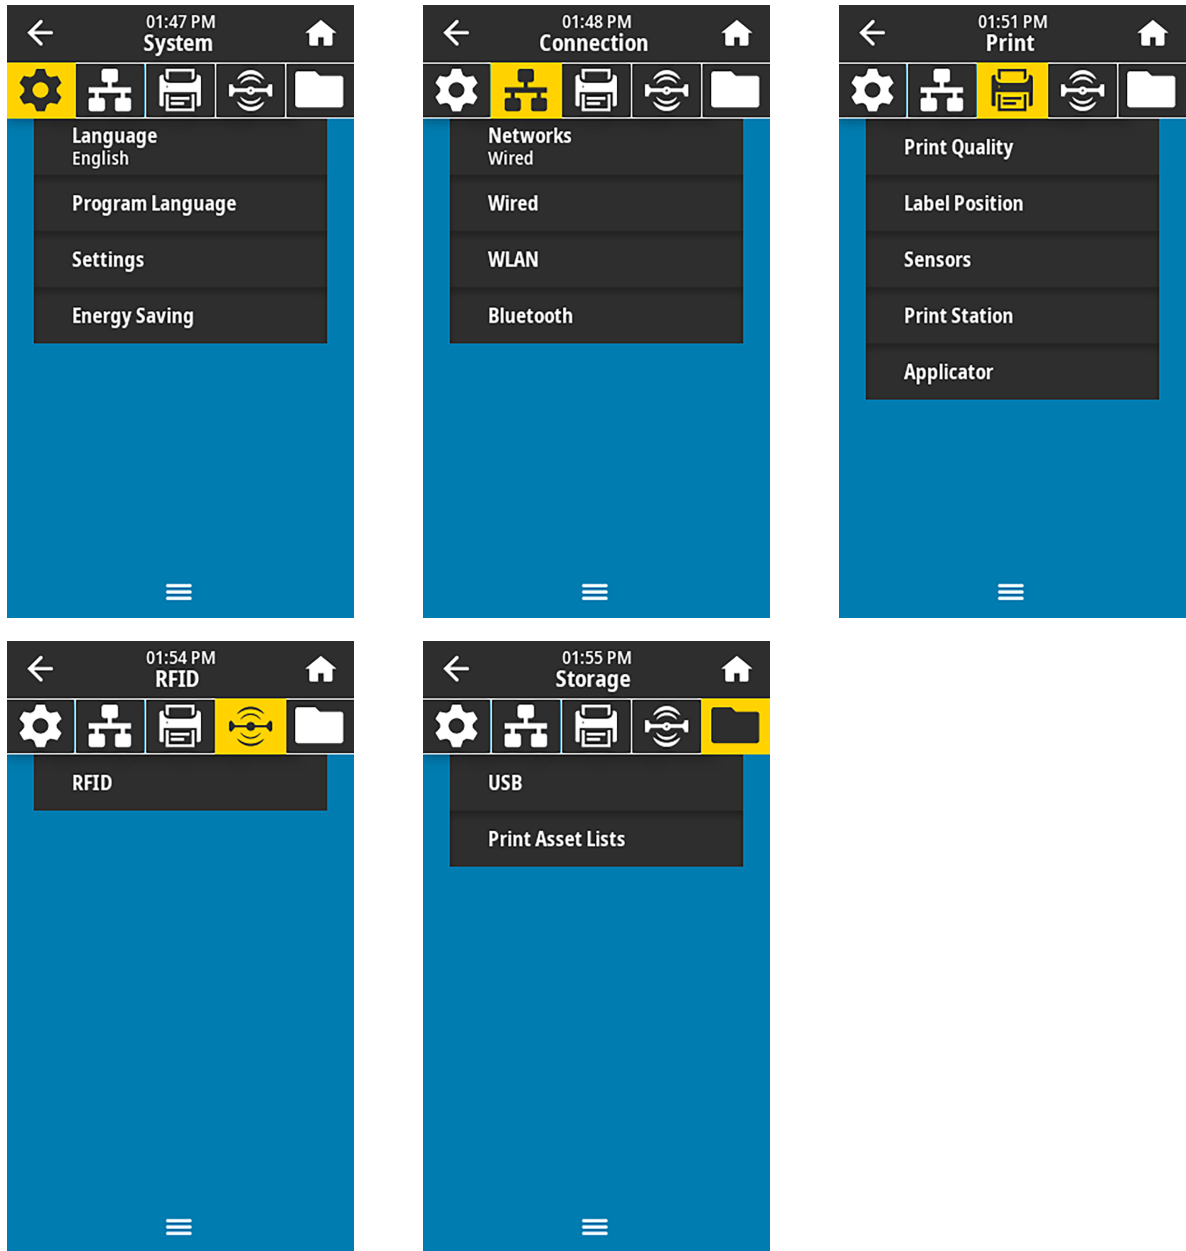 01:47 PM
System
Language
English
Program Language
Settings
Energy Saving
01:48 PM
Connection
Networks
Wired
Wired
WLAN
Bluetooth
01:51 PM
Print
Print Quality
Label Position
Sensors
Print Station
Applicator
01:54 PM
RFID
RFID
01:55 PM
Storage
USB
Print Asset Lists